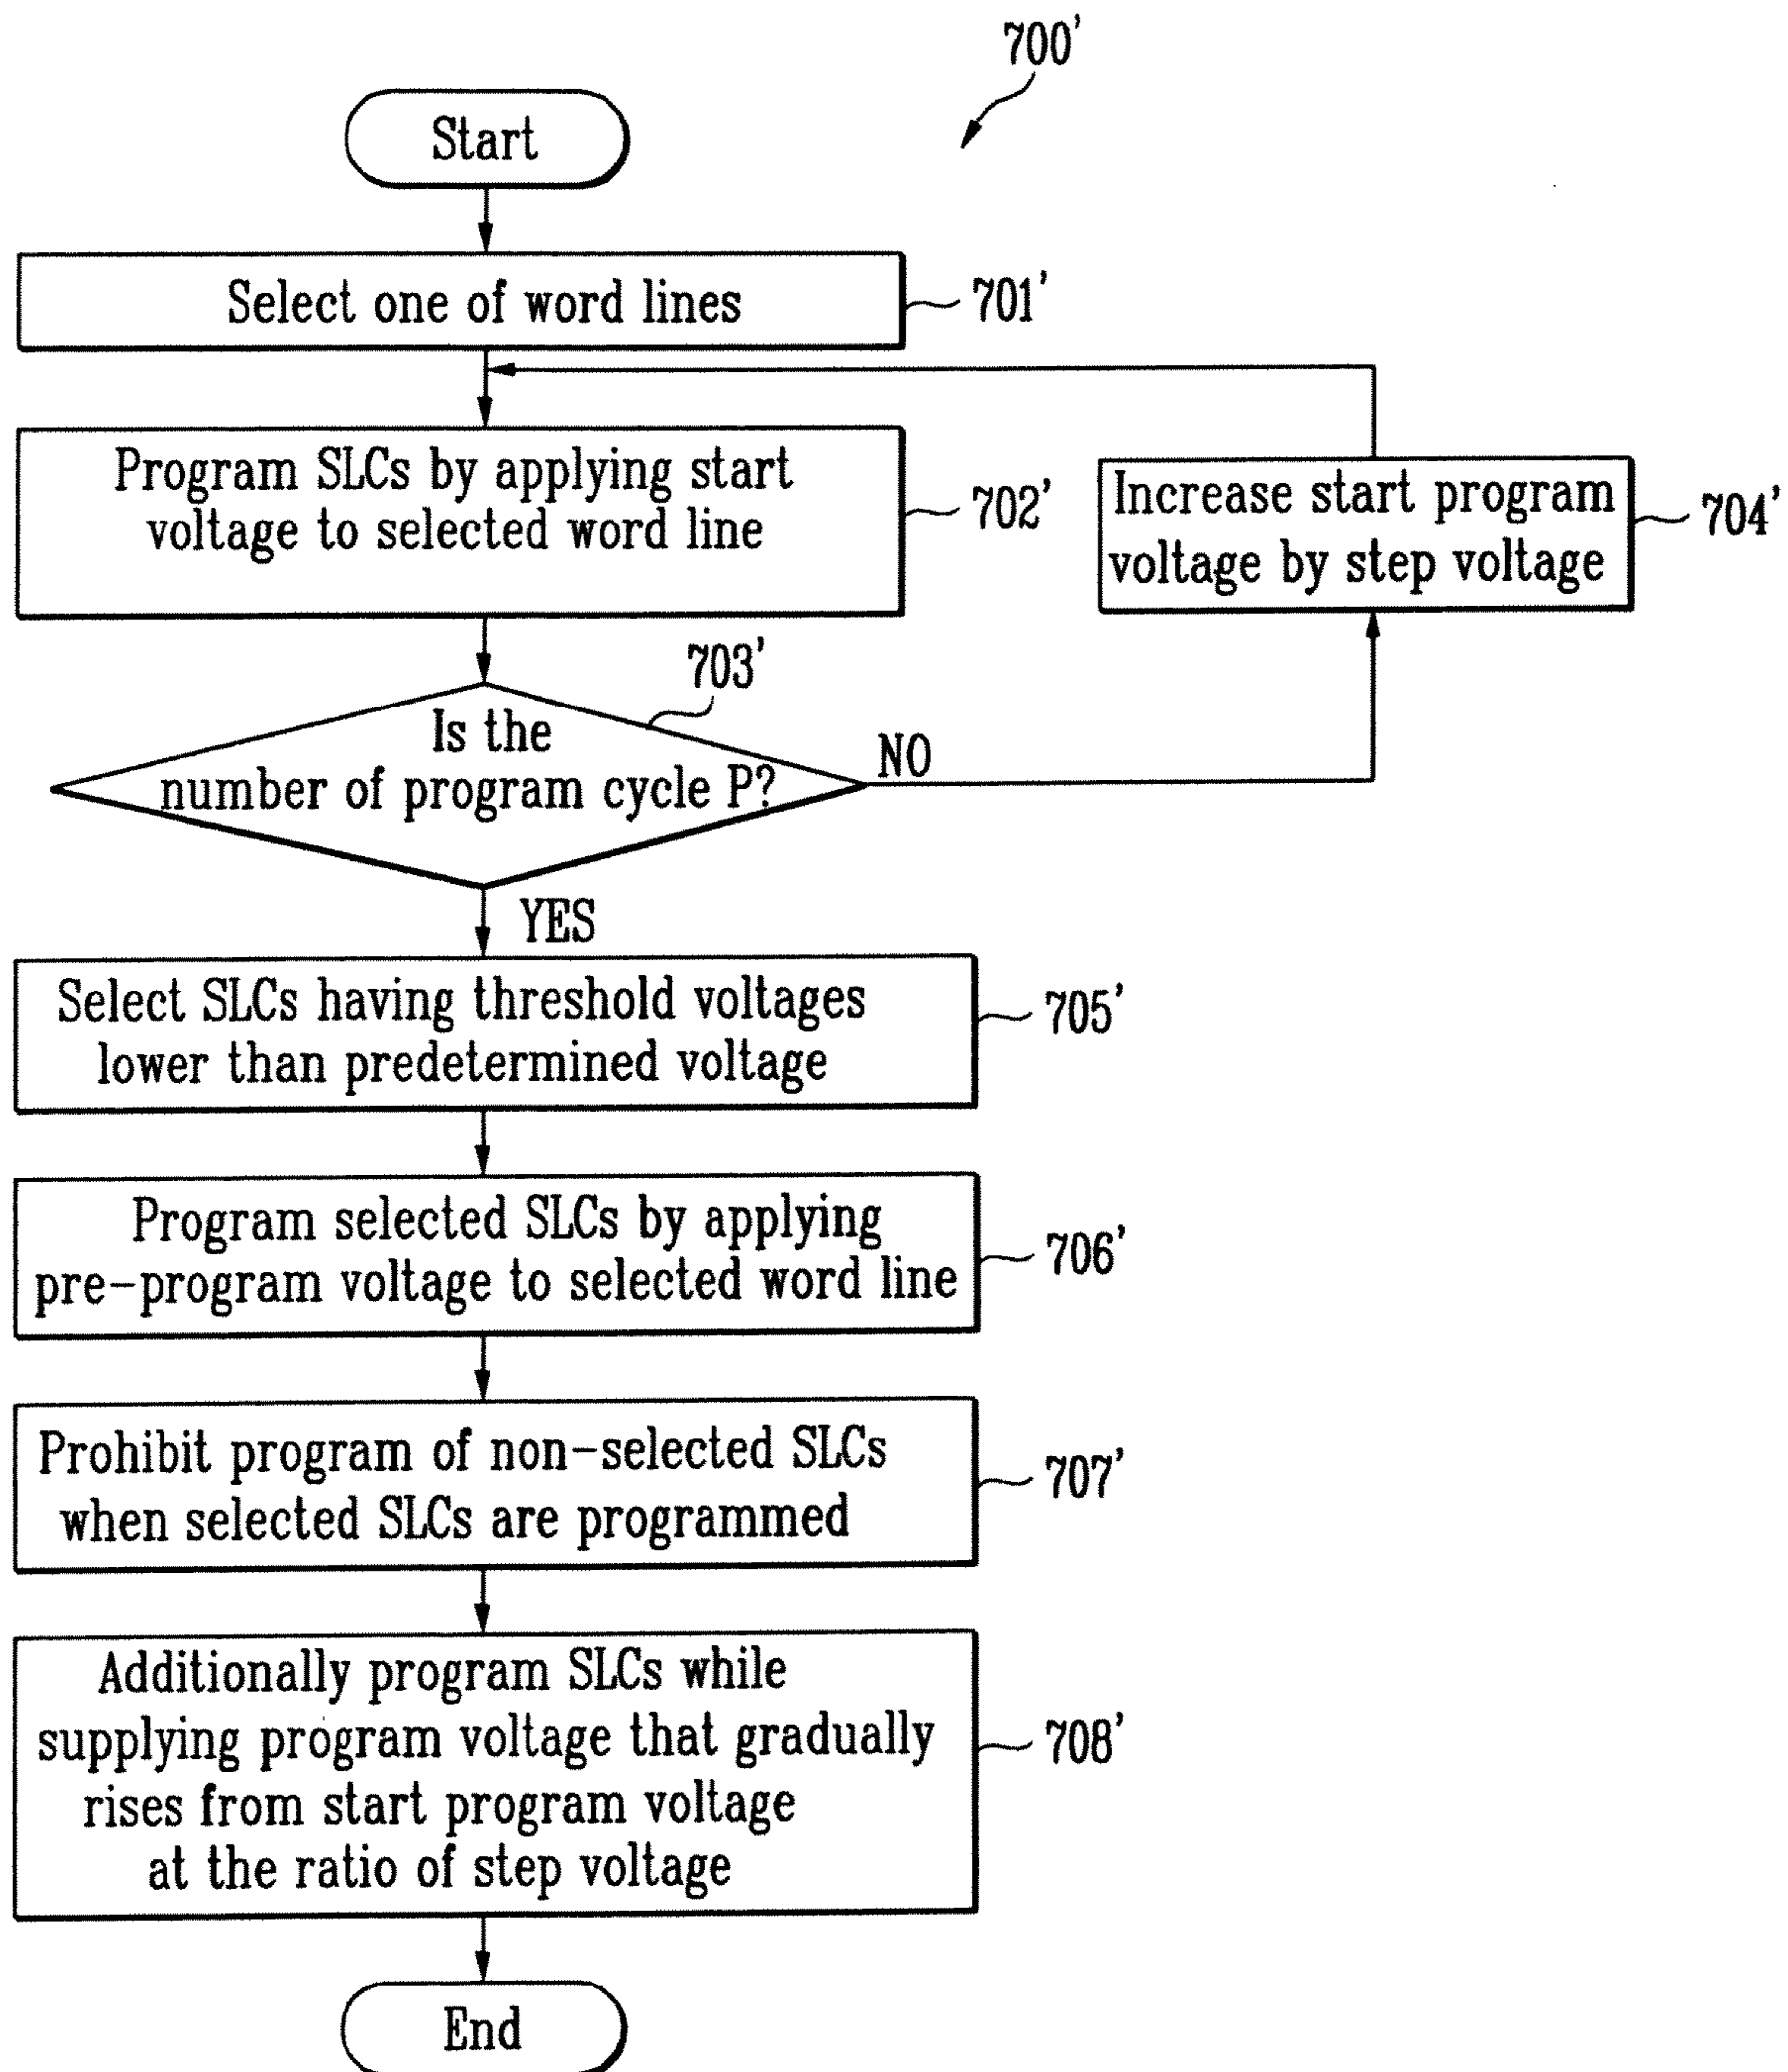 700'
Start
Select one of word lines
701'
Program SLCs by applying start
voltage to selected word line
702'
Increase start program
voltage by step voltage
704'
703'
Is the
number of program cycle P?
NO
YES
Select SLCs having threshold voltages
lower than predetermined voltage
705'
Program selected SLCs by applying
pre-program voltage to selected word line
706'
Prohibit program of non-selected SLCs
when selected SLCs are programmed
707'
Additionally program SLCs while
supplying program voltage that gradually
rises from start program voltage
at the ratio of step voltage
708'
End